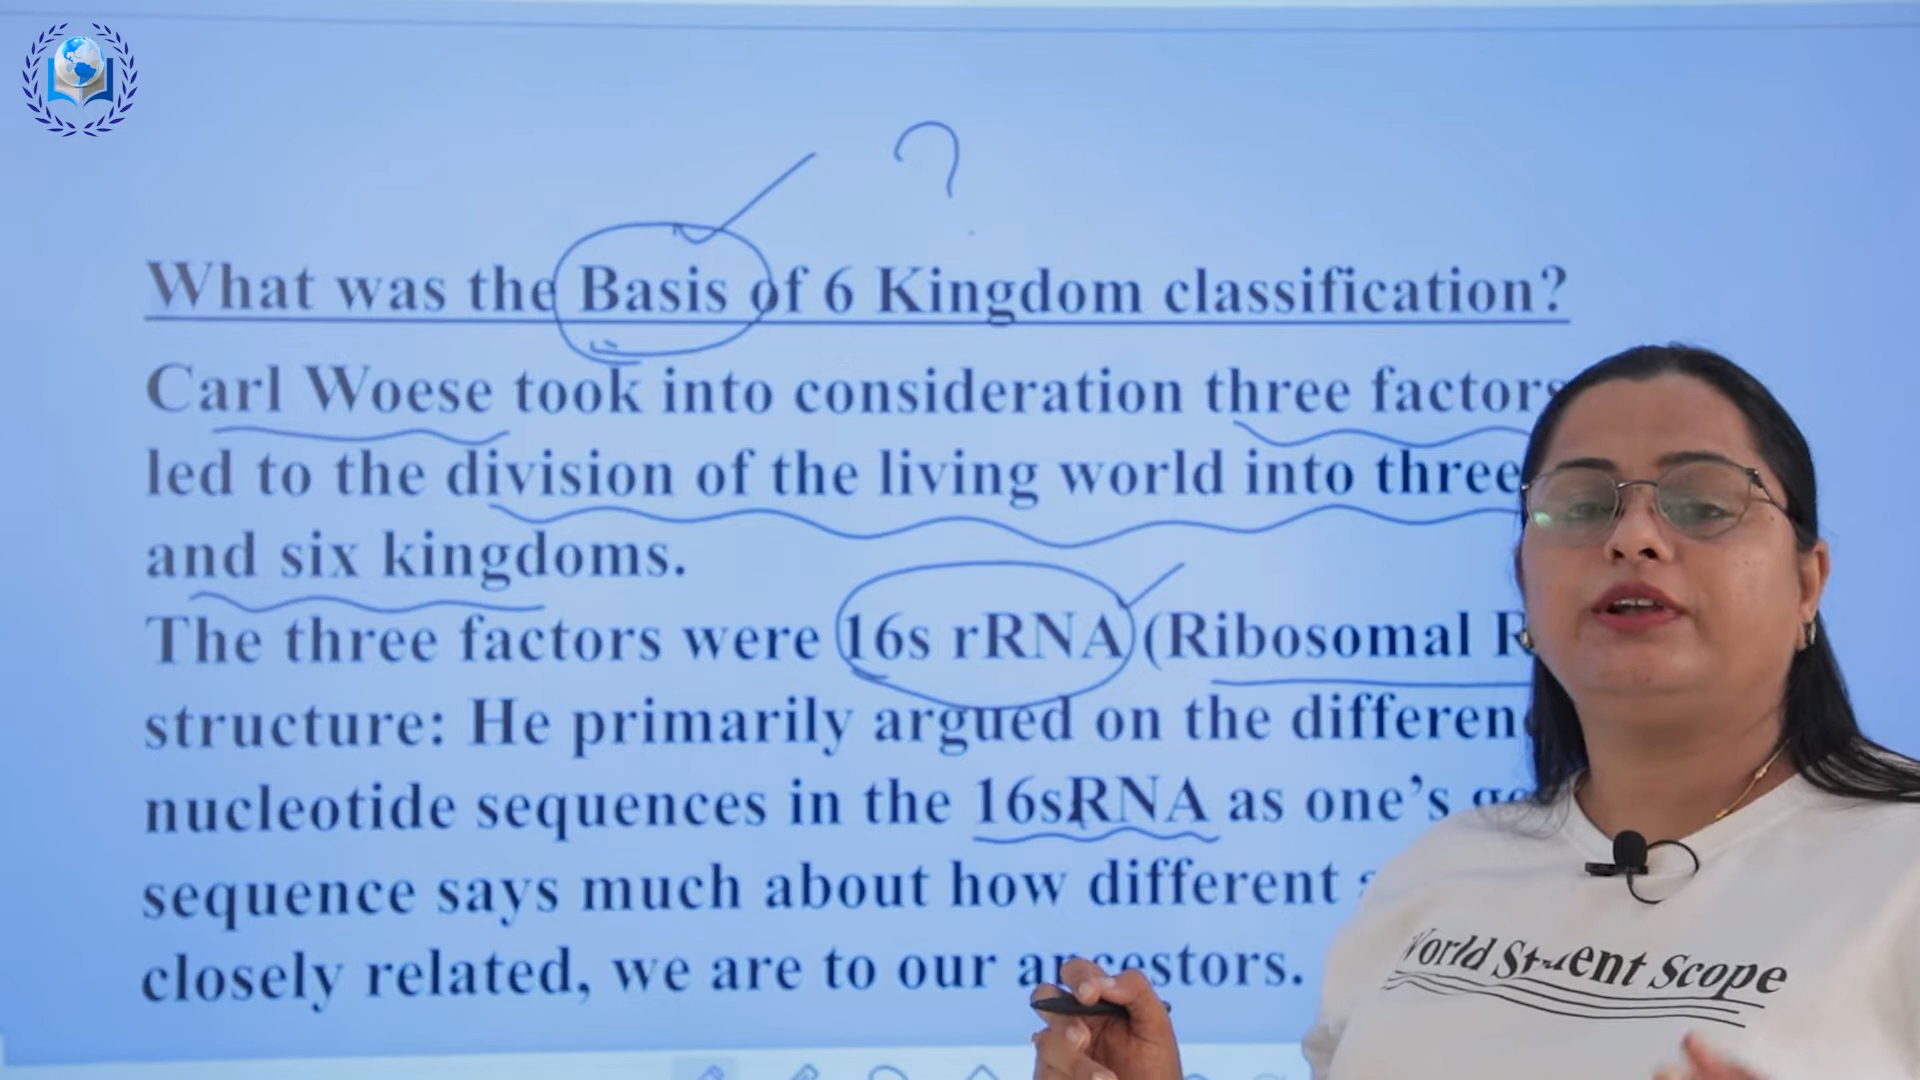 ?
What was the Basis of 6 Kingdom classification?
Carl Woese took into consideration three factors
led to the division of the living world into three
and six kingdoms.
The three factors were 16s rRNA (Ribosomal
structure: He primarily argued on the
nucleotide sequences in the 16sRNA as one's
sequence says much about how different
closely related, we are to our ancestors.
World Student Scope